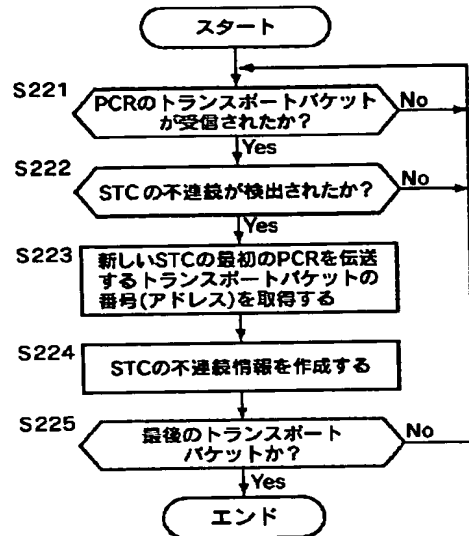 スタート
S221
PCRのトランスポートパケット
が受信されたか?
No
Yes
S222
STCの不連続が検出されたか?
No
Yes
S223
新しいSTCの最初のPCRを伝送
するトランスポートパケットの
番号(アドレス)を取得する
S224
STCの不連続情報を作成する
S225
最後のトランスポート
パケットか?
No
Yes
エンド